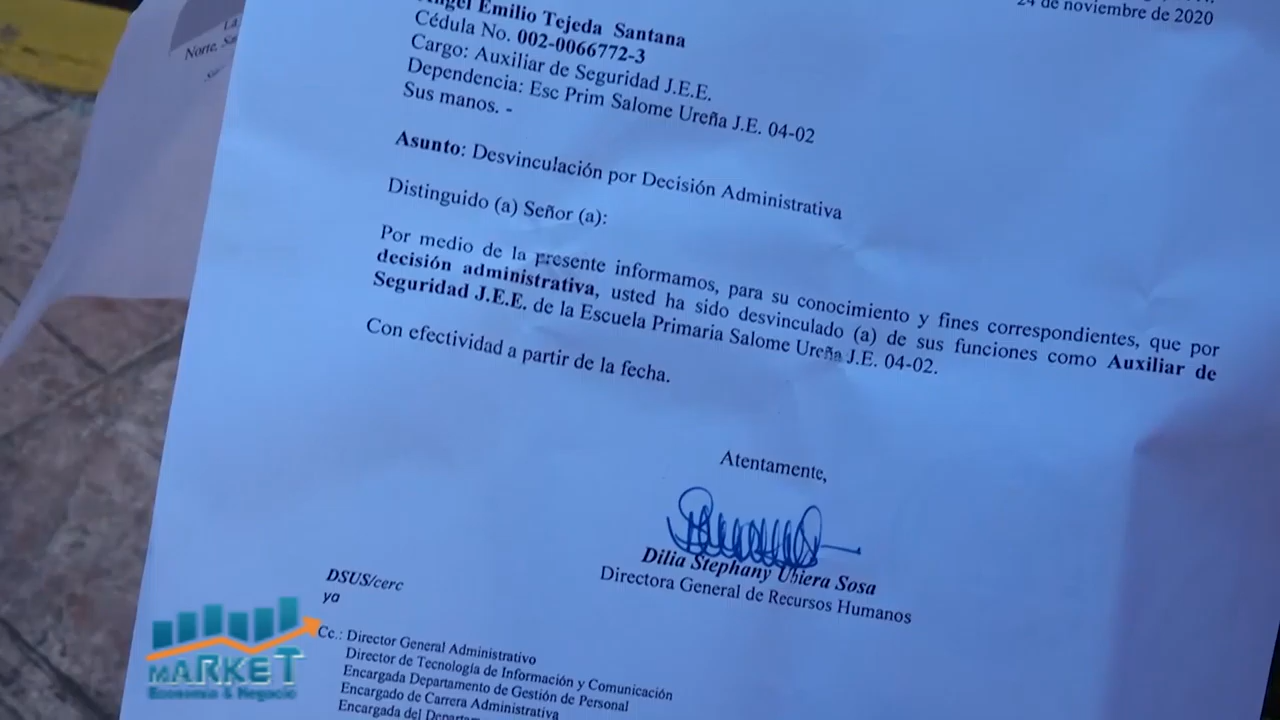 24 de noviembre de 2020
Ángel Emilio Tejeda Santana
Cédula No. 002-0066772-3
Cargo: Auxiliar de Seguridad J.E.E.
Dependencia: Esc Prim Salome Ureña J.E. 04-02
Sus manos. -
Asunto: Desvinculación por Decisión Administrativa
Distinguido (a) Señor (a):
Por medio de la presente informamos, para su conocimiento y fines correspondientes, que por
decisión administrativa, usted ha sido desvinculado (a) de sus funciones como Auxiliar de
Seguridad J.E.E. de la Escuela Primaria Salome Ureña J.E. 04-02.
Con efectividad a partir de la fecha.
Atentamente,
Dilia Stephany Ubiera Sosa
Directora General de Recursos Humanos
DSUS/cerc
ya
Cc.: Director General Administrativo
Director de Tecnología de Información y Comunicación
Encargada Departamento de Gestión de Personal
Encargado de Carrera Administrativa
Encargada del
La
Norte,
MARKET
Economía & Negocio